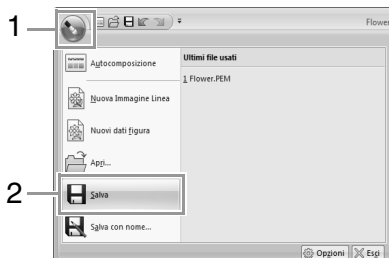 1
Flower
Autocomposizione
Ultimi file usati
Nuova Immagine Linea
1 Flower.PEM
Nuovi dati figura
Apri...
2
Salva
Salva con nome...
Opzioni
Esci